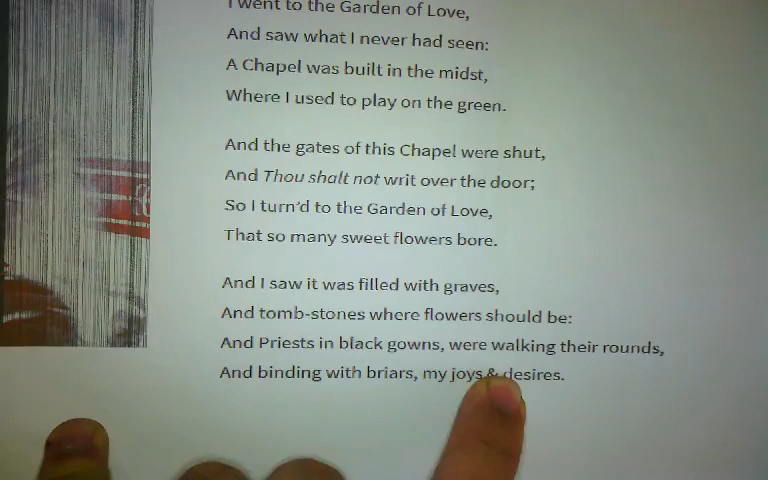 I went to the Garden of Love,
And saw what I never had seen:
A Chapel was built in the midst,
Where I used to play on the green.
And the gates of this Chapel were shut,
And Thou shalt not writ over the door;
So I turn'd to the Garden of Love,
That so many sweet flowers bore.
And I saw it was filled with graves,
And tomb-stones where flowers should be:
And Priests in black gowns, were walking their rounds,
And binding with briars, my joys & desires.